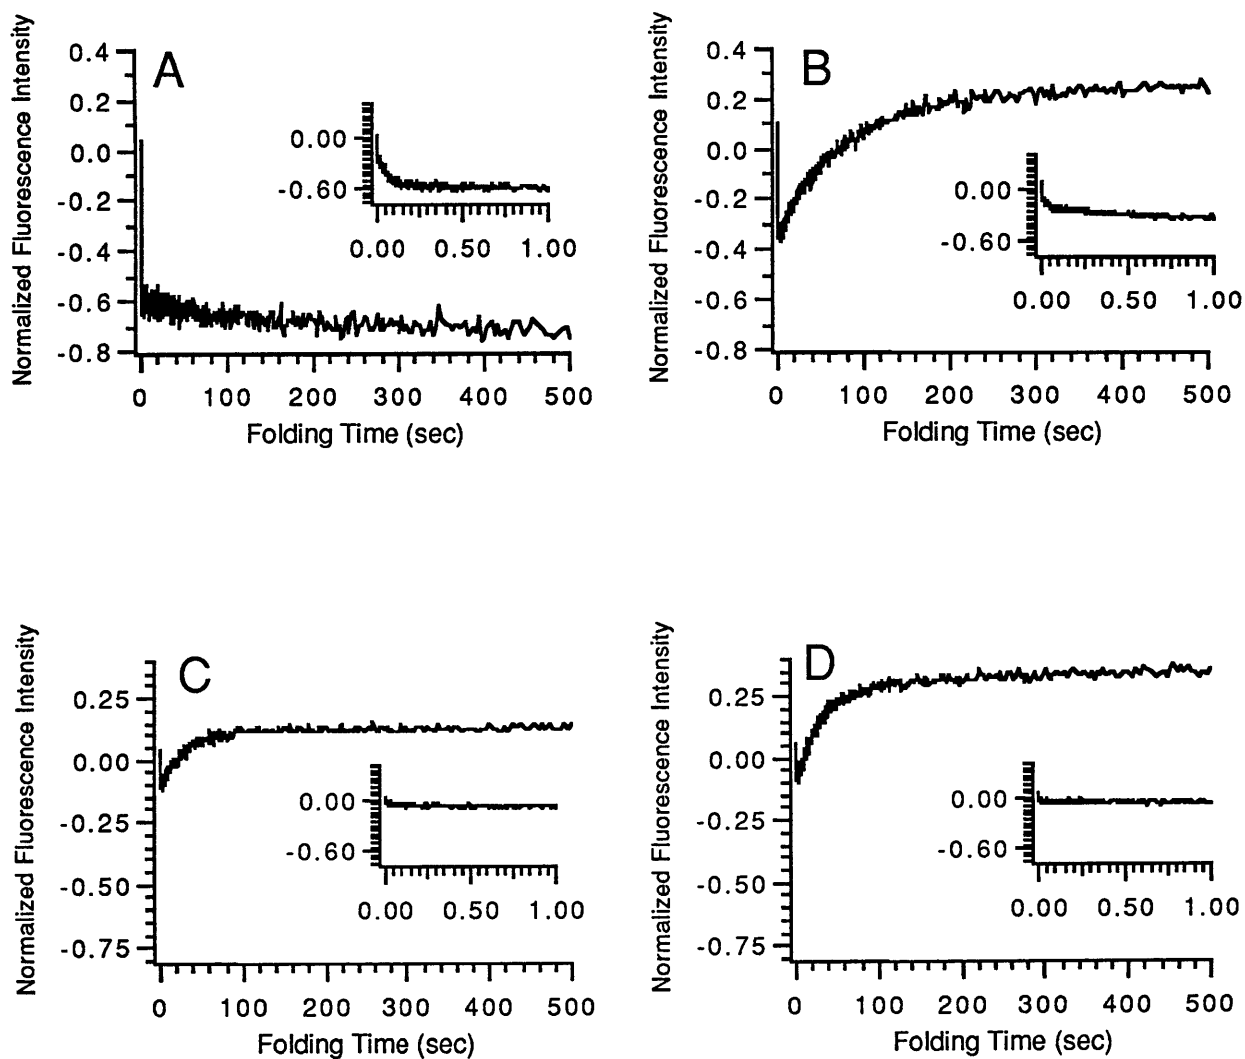 Normalized Fluorescence Intensity
A
0.4
0.2
0.0
-0.2
-0.4
-0.6
-0.8
0 100 200 300 400 500
Folding Time (sec)
0.00
-0.60
0.00 0.50 1.00
Normalized Fluorescence Intensity
B
0.4
0.2
0.0
-0.2
-0.4
-0.6
-0.8
0 100 200 300 400 500
Folding Time (sec)
0.00
-0.60
0.00 0.50 1.00
Normalized Fluorescence Intensity
C
0.25
0.00
-0.25
-0.50
-0.75
0 100 200 300 400 500
Folding Time (sec)
0.00
-0.60
0.00 0.50 1.00
Normalized Fluorescence Intensity
D
0.25
0.00
-0.25
-0.50
-0.75
0 100 200 300 400 500
Folding Time (sec)
0.00
-0.60
0.00 0.50 1.00